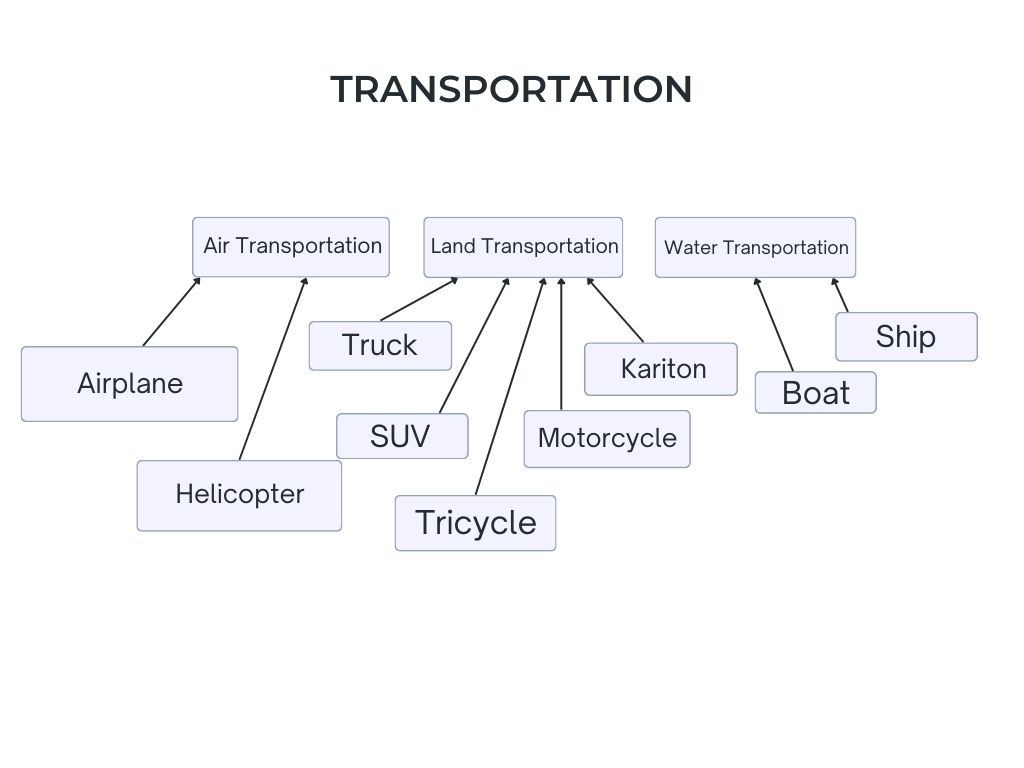 TRANSPORTATION
Air Transportation
Land Transportation
Water Transportation
Truck
Ship
Airplane
Kariton
Boat
SUV
Motorcycle
Helicopter
Tricycle